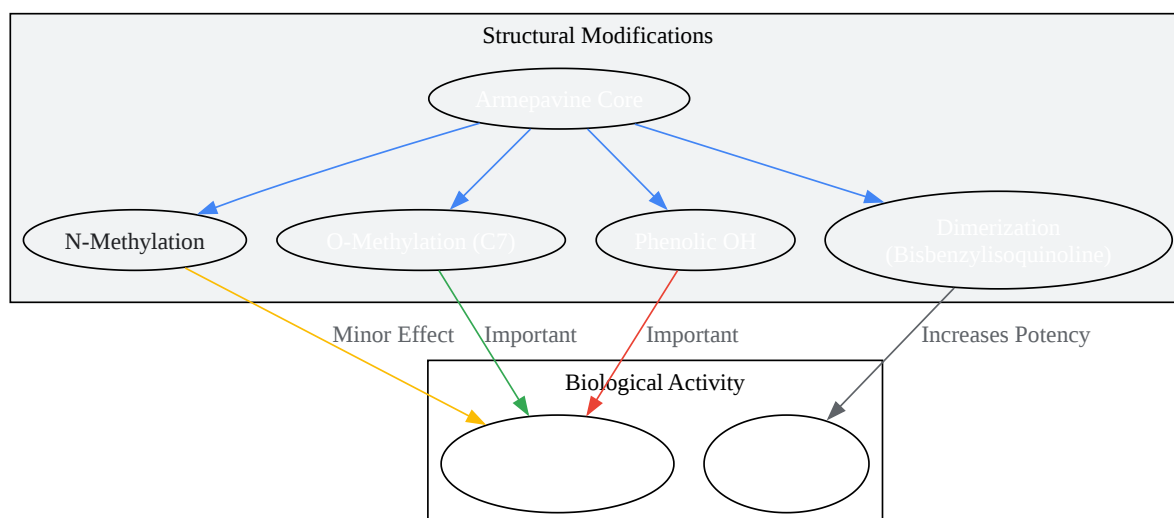 Structural Modifications
Armepavine Core
N-Methylation
O-Methylation (C7)
Phenolic OH
Dimerization
(Bisbenzylisoquinoline)
Minor Effect
Important
Important
Increases Potency
Biological Activity